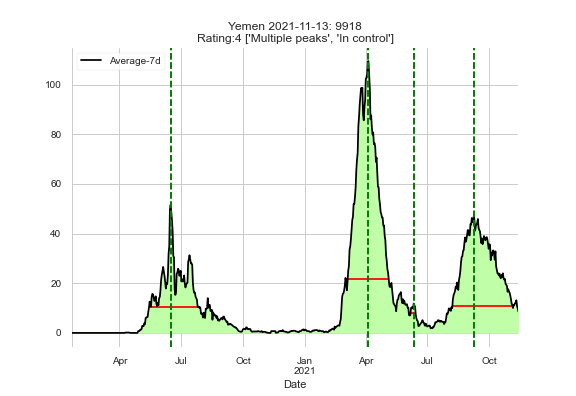 Yemen 2021-11-13: 9918
Rating:4 ['Multiple peaks', 'In control']
Average-7d
100
80
60
40
20
0
Apr Jul Oct Jan Apr Jul Oct
2021
Date